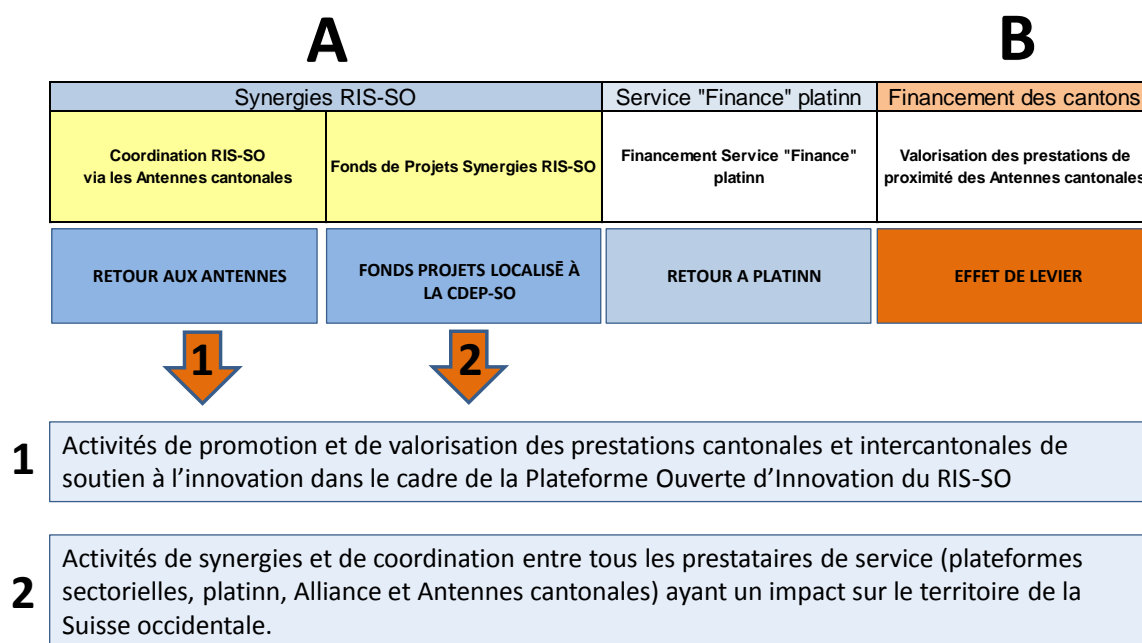 A
B
Synergies RIS-SO
Service "Finance" platinn
Financement des cantons
Coordination RIS-SO
via les Antennes cantonales
Fonds de Projets Synergies RIS-SO
Financement Service "Finance"
platinn
Valorisation des prestations de
proximité des Antennes cantonales
RETOUR AUX ANTENNES
FONDS PROJETS LOCALISĒ À
LA CDEP-SO
RETOUR A PLATINN
EFFET DE LEVIER
1
2
1
Activités de promotion et de valorisation des prestations cantonales et intercantonales de
soutien à l’innovation dans le cadre de la Plateforme Ouverte d’Innovation du RIS-SO
2
Activités de synergies et de coordination entre tous les prestataires de service (plateformes
sectorielles, platinn, Alliance et Antennes cantonales) ayant un impact sur le territoire de la
Suisse occidentale.